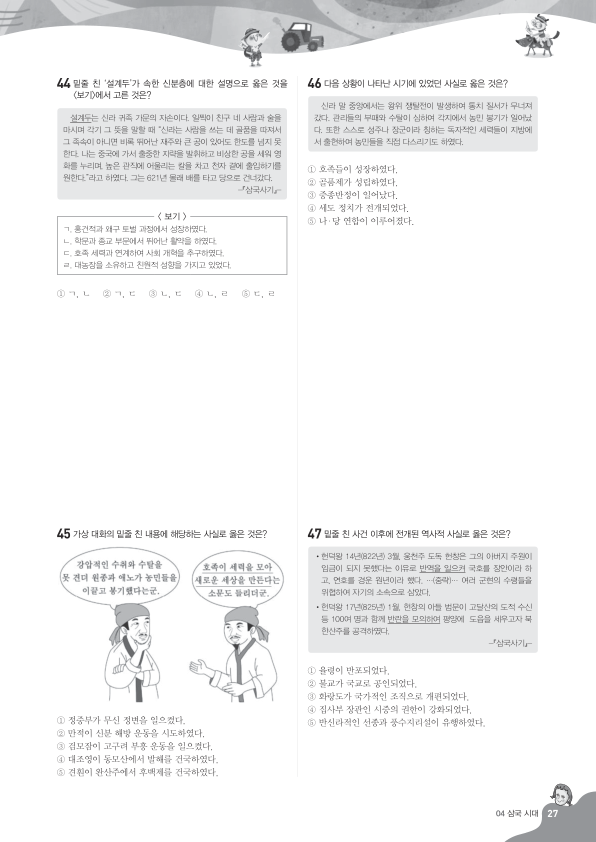 44 밑줄 친 '설계두'가 속한 신분층에 대한 설명으로 옳은 것을
〈보기〉에서 고른 것은?
설계두는 신라 귀족 가문의 자손이다. 일찍이 친구 네 사람과 술을
마시며 각기 그 뜻을 말할 때 "신라는 사람을 쓰는 데 골품을 따져서
그 족속이 아니면 비록 뛰어난 재주와 큰 공이 있어도 한도를 넘지 못
한다. 나는 중국에 가서 출중한 지략을 발휘하고 비상한 공을 세워 영
화를 누리며, 높은 관직에 어울리는 칼을 차고 천자 곁에 출입하기를
원한다."라고 하였다. 그는 621년 몰래 배를 타고 당으로 건너갔다.
-『삼국사기』-
〈 보기 〉
ㄱ. 홍건적과 왜구 토벌 과정에서 성장하였다.
ㄴ. 학문과 종교 부문에서 뛰어난 활약을 하였다.
ㄷ. 호족 세력과 연계하여 사회 개혁을 추구하였다.
ㄹ. 대농장을 소유하고 친원적 성향을 가지고 있었다.
① ㄱ, ㄴ ② ㄱ, ㄷ ③ ㄴ, ㄷ ④ ㄴ, ㄹ ⑤ ㄷ, ㄹ
45 가상 대화의 밑줄 친 내용에 해당하는 사실로 옳은 것은?
강압적인 수취와 수탈을
못 견뎌 원종과 애노가 농민들을
이끌고 봉기했다는군.
호족이 세력을 모아
새로운 세상을 만든다는
소문도 들리더군.
① 정중부가 무신 정변을 일으켰다.
② 만적이 신분 해방 운동을 시도하였다.
③ 검모잠이 고구려 부흥 운동을 일으켰다.
④ 대조영이 동모산에서 발해를 건국하였다.
⑤ 견훤이 완산주에서 후백제를 건국하였다.
46 다음 상황이 나타난 시기에 있었던 사실로 옳은 것은?
신라 말 중앙에서는 왕위 쟁탈전이 발생하여 통치 질서가 무너져
갔다. 관리들의 부패와 수탈이 심하여 각지에서 농민 봉기가 일어났
다. 또한 스스로 성주나 장군이라 칭하는 독자적인 세력들이 지방에
서 출현하여 농민들을 직접 다스리기도 하였다.
① 호족들이 성장하였다.
② 골품제가 성립하였다.
③ 중종반정이 일어났다.
④ 세도 정치가 전개되었다.
⑤ 나·당 연합이 이루어졌다.
47 밑줄 친 사건 이후에 전개된 역사적 사실로 옳은 것은?
• 헌덕왕 14년(822년) 3월, 웅천주 도독 헌창은 그의 아버지 주원이
임금이 되지 못했다는 이유로 반역을 일으켜 국호를 장안이라 하
고, 연호를 경운 원년이라 했다. …(중략)… 여러 군현의 수령들을
위협하여 자기의 소속으로 삼았다.
• 헌덕왕 17년(825년) 1월, 헌창의 아들 범문이 고달산의 도적 수신
등 100여 명과 함께 반란을 모의하여 평양에 도읍을 세우고자 북
한산주를 공격하였다.
-『삼국사기』-
① 율령이 반포되었다.
② 불교가 국교로 공인되었다.
③ 화랑도가 국가적인 조직으로 개편되었다.
④ 집사부 장관인 시중의 권한이 강화되었다.
⑤ 반신라적인 선종과 풍수지리설이 유행하였다.
04 삼국 시대 27